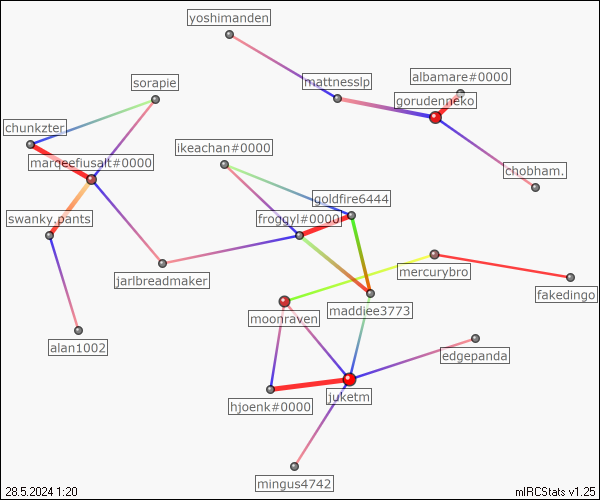 yoshimanden
mattnesslp
albamare#0000
gorudenneko
sorapie
chunkzter
ikeachan#0000
marqeefiusalt#0000
chobham.
goldfire6444
swanky.pants
froggyl#0000
jarlbreadmaker
mercurybro
fakedingo
moonraven
maddiee3773
alan1002
edgepanda
juketm
hjoenk#0000
mingus4742
28.5.2024 1:20
mIRCStats v1.25